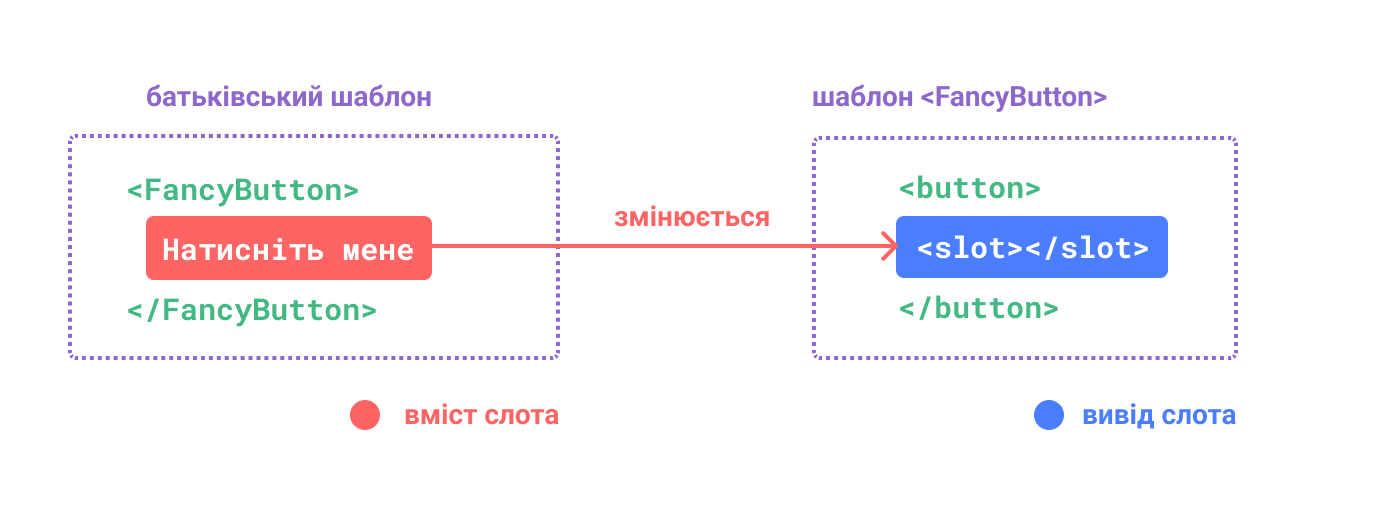 батьківський шаблон
<FancyButton>
Натисніть мене
</FancyButton>
змінюється
шаблон <FancyButton>
<button>
<slot></slot>
</button>
вміст слота
вивід слота